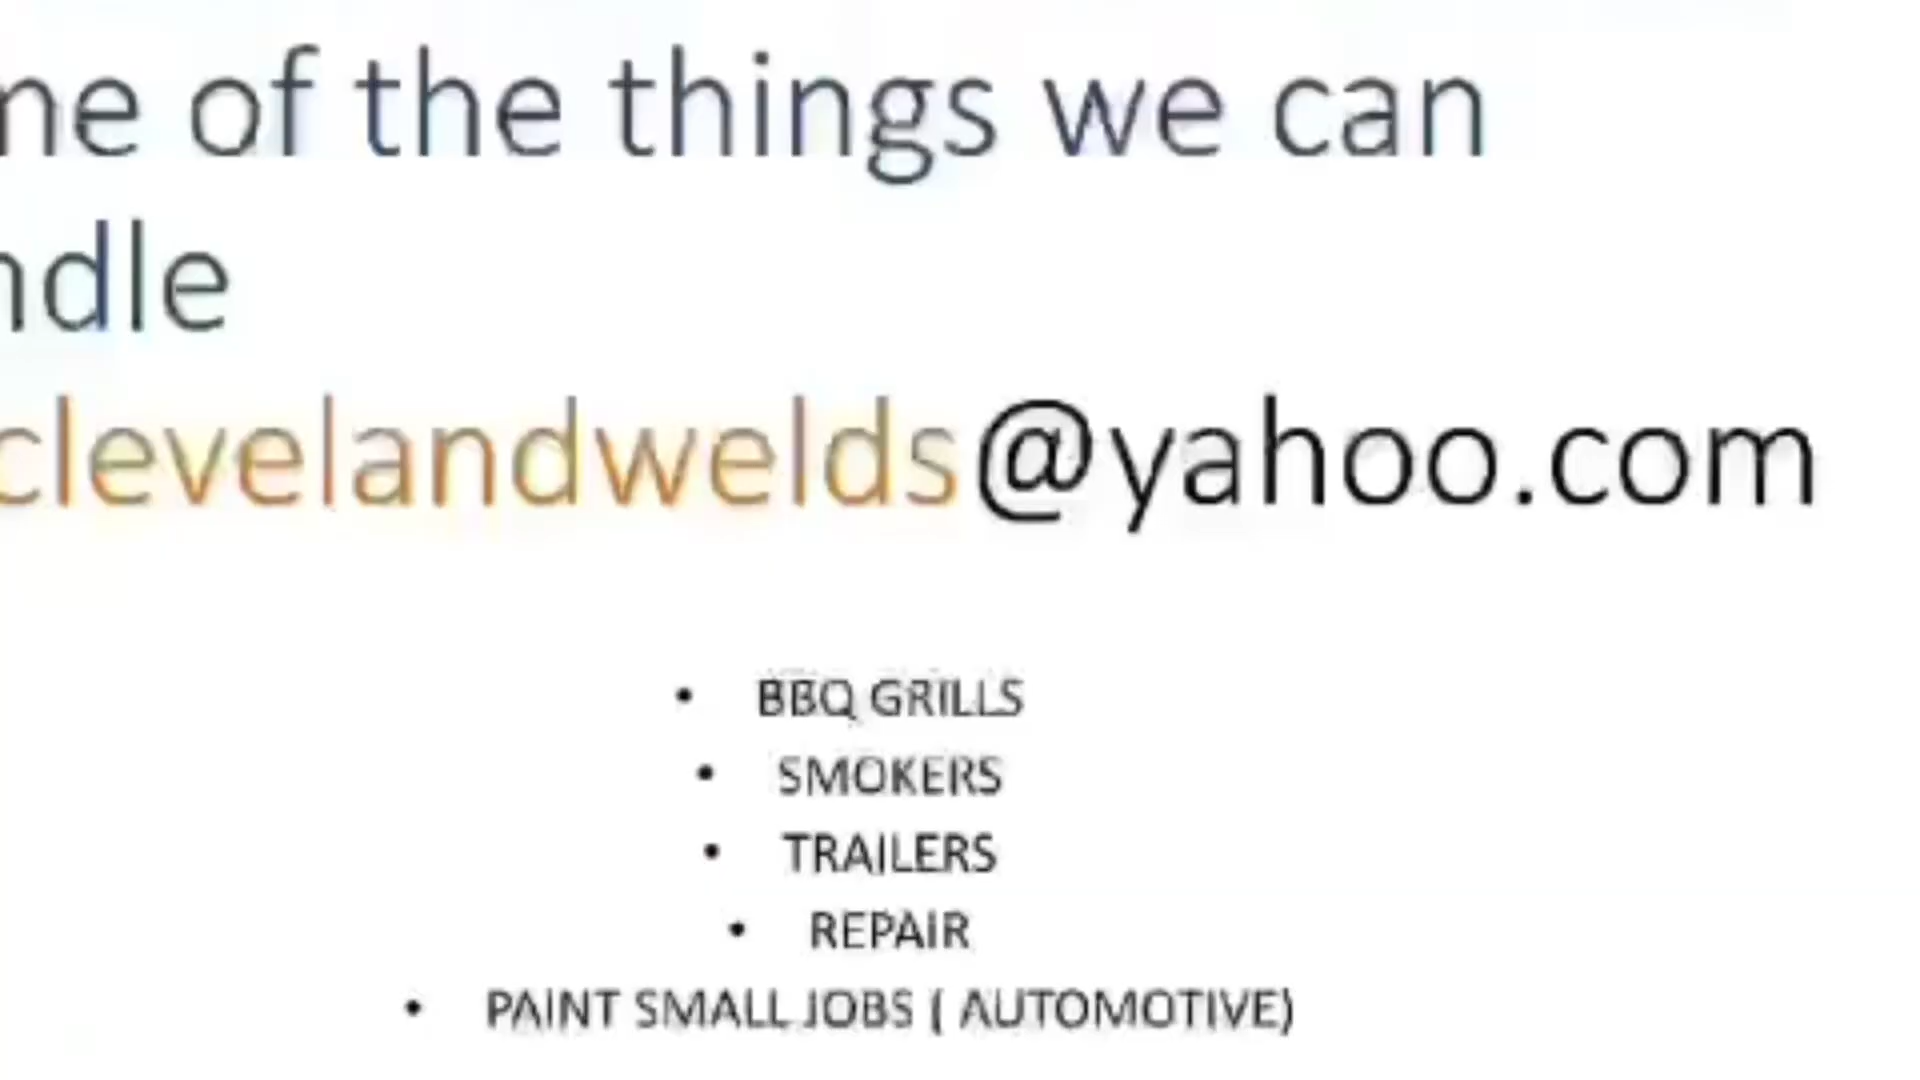 ne of the things we can
ndle
clevelandwelds@yahoo.com
• BBQ GRILLS
• SMOKERS
• TRAILERS
• REPAIR
• PAINT SMALL JOBS ( AUTOMOTIVE)